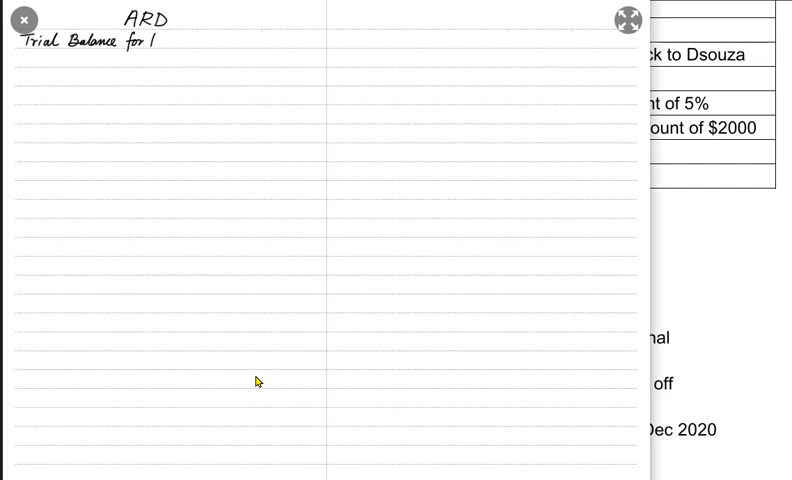 ARD
Trial Balance for 1
ck to Dsouza
nt of 5%
ount of $2000
nal
off
Dec 2020